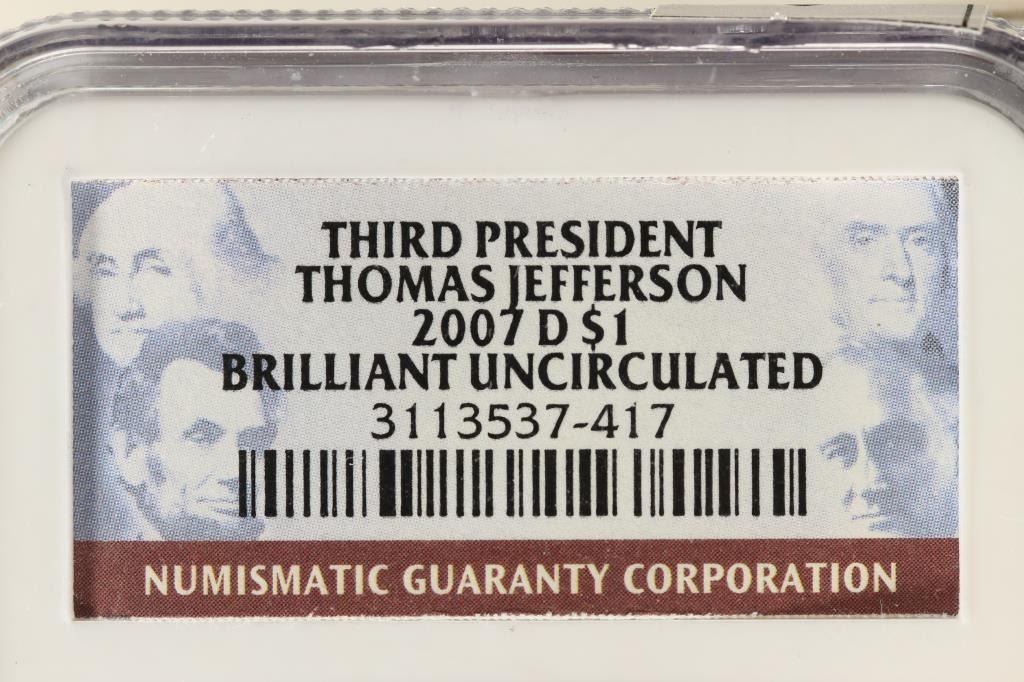 THIRD PRESIDENT
THOMAS JEFFERSON
2007 D $1
BRILLIANT UNCIRCULATED
3113537-417
NUMISMATIC GUARANTY CORPORATION